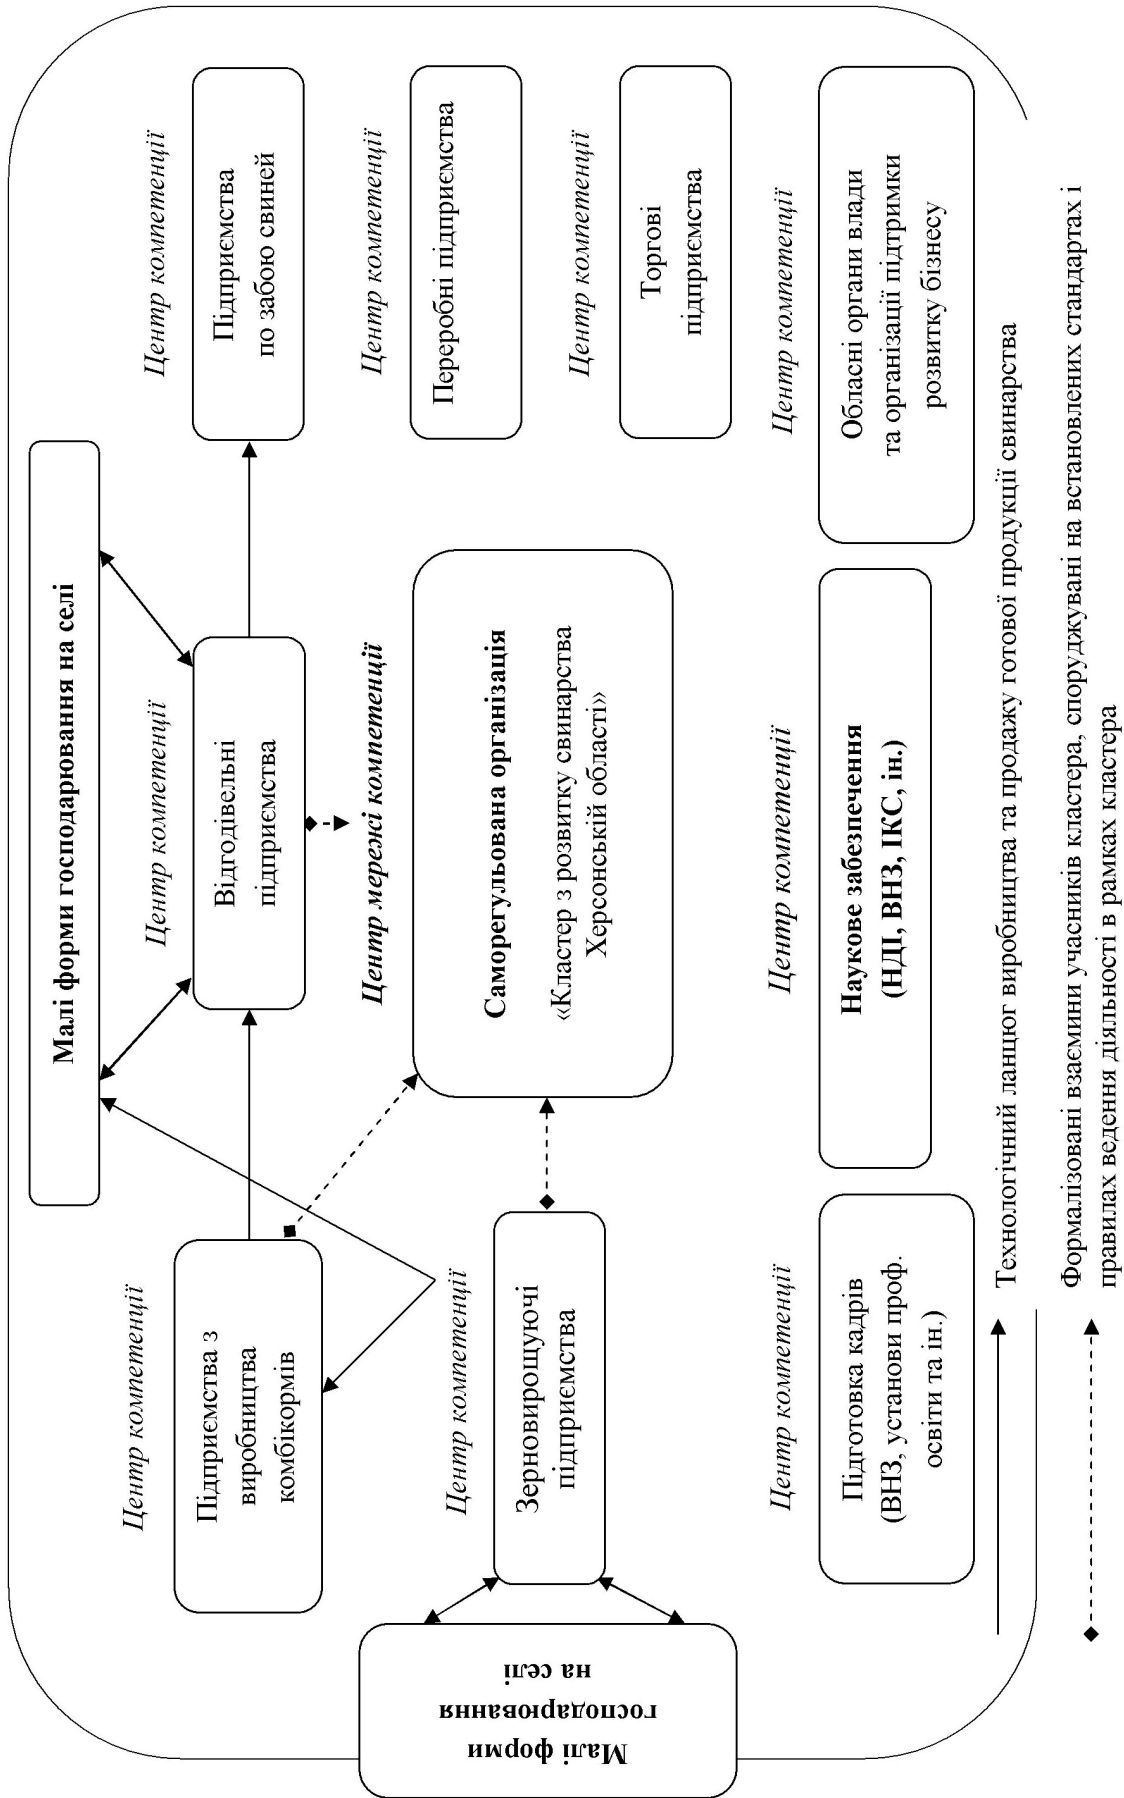 Малі форми господарювання на селі
Центр компетенції
Підприємства з
виробництва
комбікормів
Центр компетенції
Відгодівельні
підприємства
Центр компетенції
Підприємства
по забою свиней
Центр мережі компетенції
Центр компетенції
Переробні підприємства
Малі форми
господарювання
на селі
Центр компетенції
Зерновирощуючі
підприємства
Саморегульована організація
«Кластер з розвитку свинарства
Херсонській області»
Центр компетенції
Торгові
підприємства
Центр компетенції
Підготовка кадрів
(ВНЗ, установи проф.
освіти та ін.)
Центр компетенції
Наукове забезпечення
(НДІ, ВНЗ, ІКС, ін.)
Центр компетенції
Обласні органи влади
та організації підтримки
розвитку бізнесу
Технологічний ланцюг виробництва та продажу готової продукції свинарства
Формалізовані взаємини учасників кластера, споруджувані на встановлених стандартах і
правилах ведення діяльності в рамках кластера